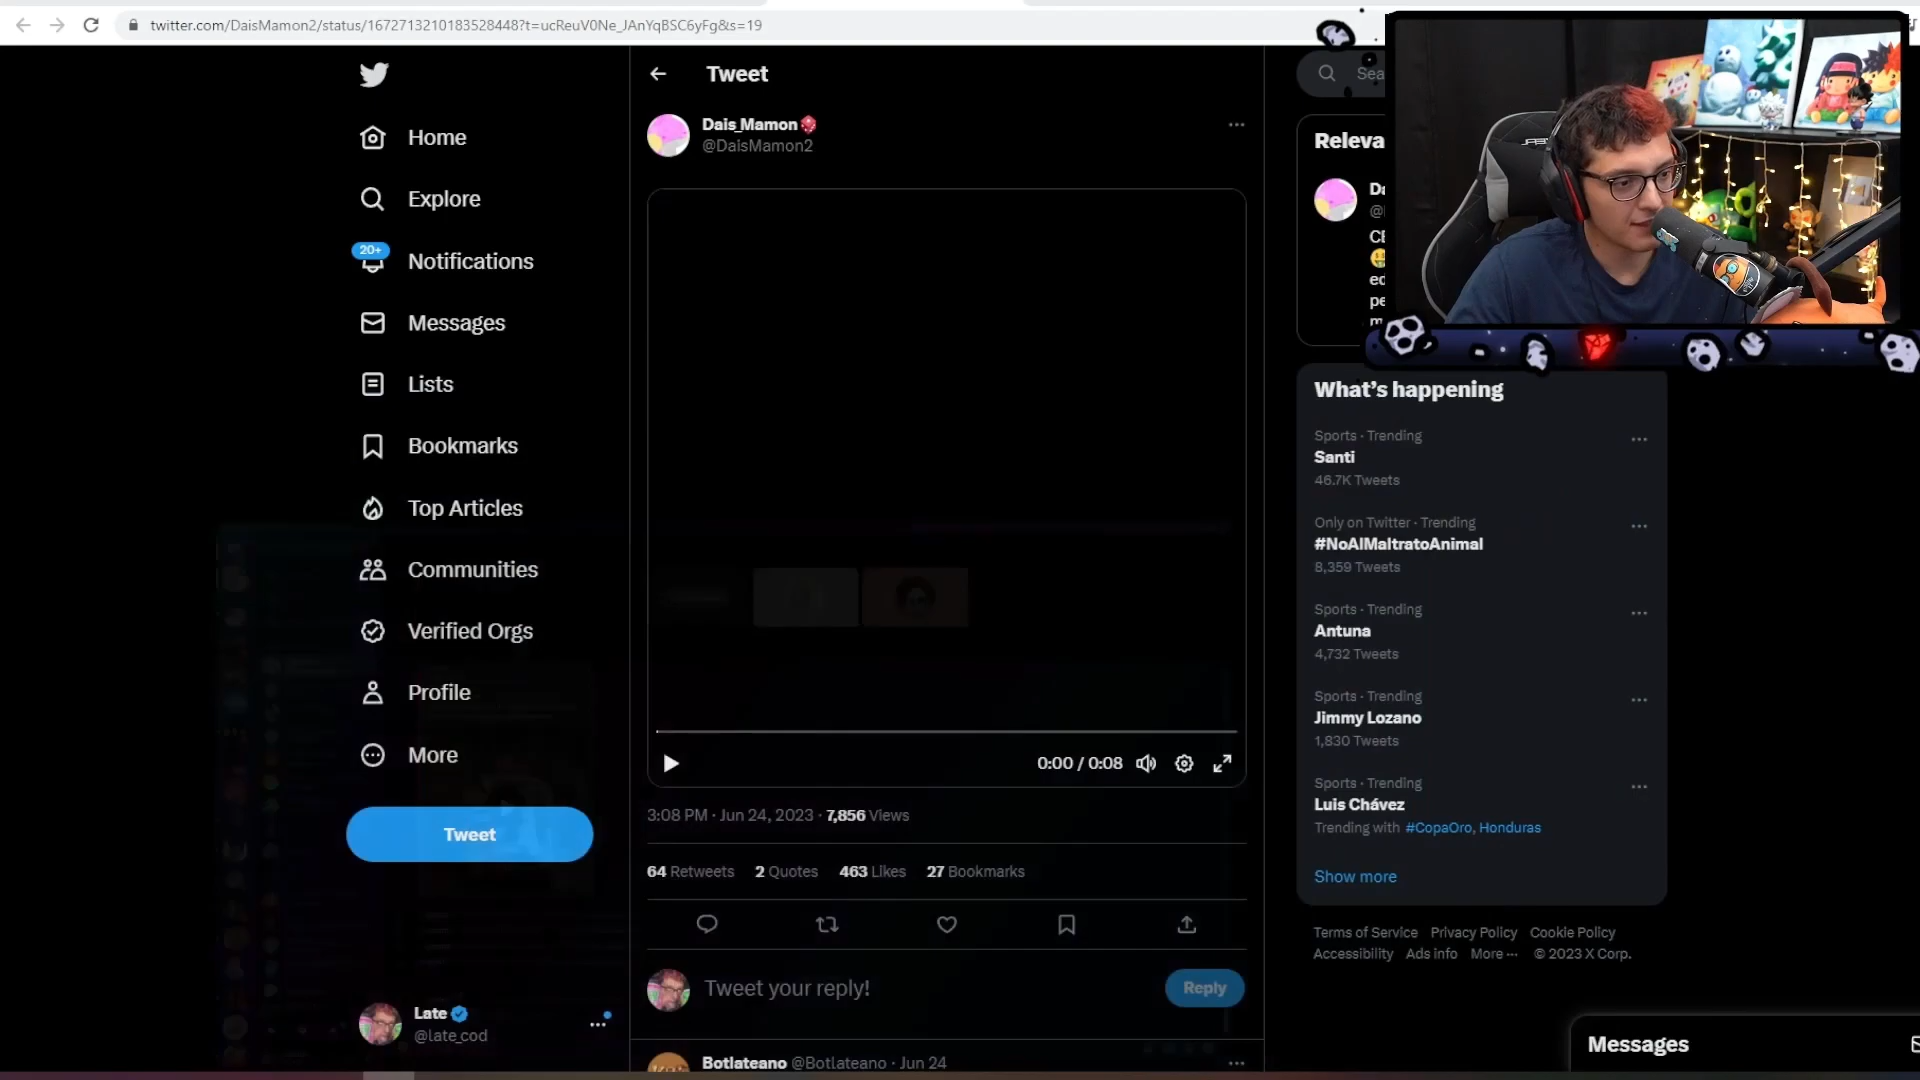 twitter.com/DaisMamon2/status/1672713210183528448?t=ucReuV0Ne_JAnYqBSC6yFg&s=19
Home
Explore
20+
Notifications
Messages
Lists
Bookmarks
Top Articles
Communities
Verified Orgs
Profile
More
Tweet
Late
@late_cod
Tweet
Dais_Mamon
@DaisMamon2
0:00 / 0:08
3:08 PM · Jun 24, 2023 · 7,856 Views
64 Retweets 2 Quotes 463 Likes 27 Bookmarks
Tweet your reply!
Reply
Botlateano @Botlateano · Jun 24
Sea
Releva
What's happening
Sports · Trending
Santi
46.7K Tweets
Only on Twitter · Trending
#NoAlMaltratoAnimal
8,359 Tweets
Sports · Trending
Antuna
4,732 Tweets
Sports · Trending
Jimmy Lozano
1,830 Tweets
Sports · Trending
Luis Chávez
Trending with #CopaOro, Honduras
Show more
Terms of Service Privacy Policy Cookie Policy
Accessibility Ads info More ··· © 2023 X Corp.
Messages